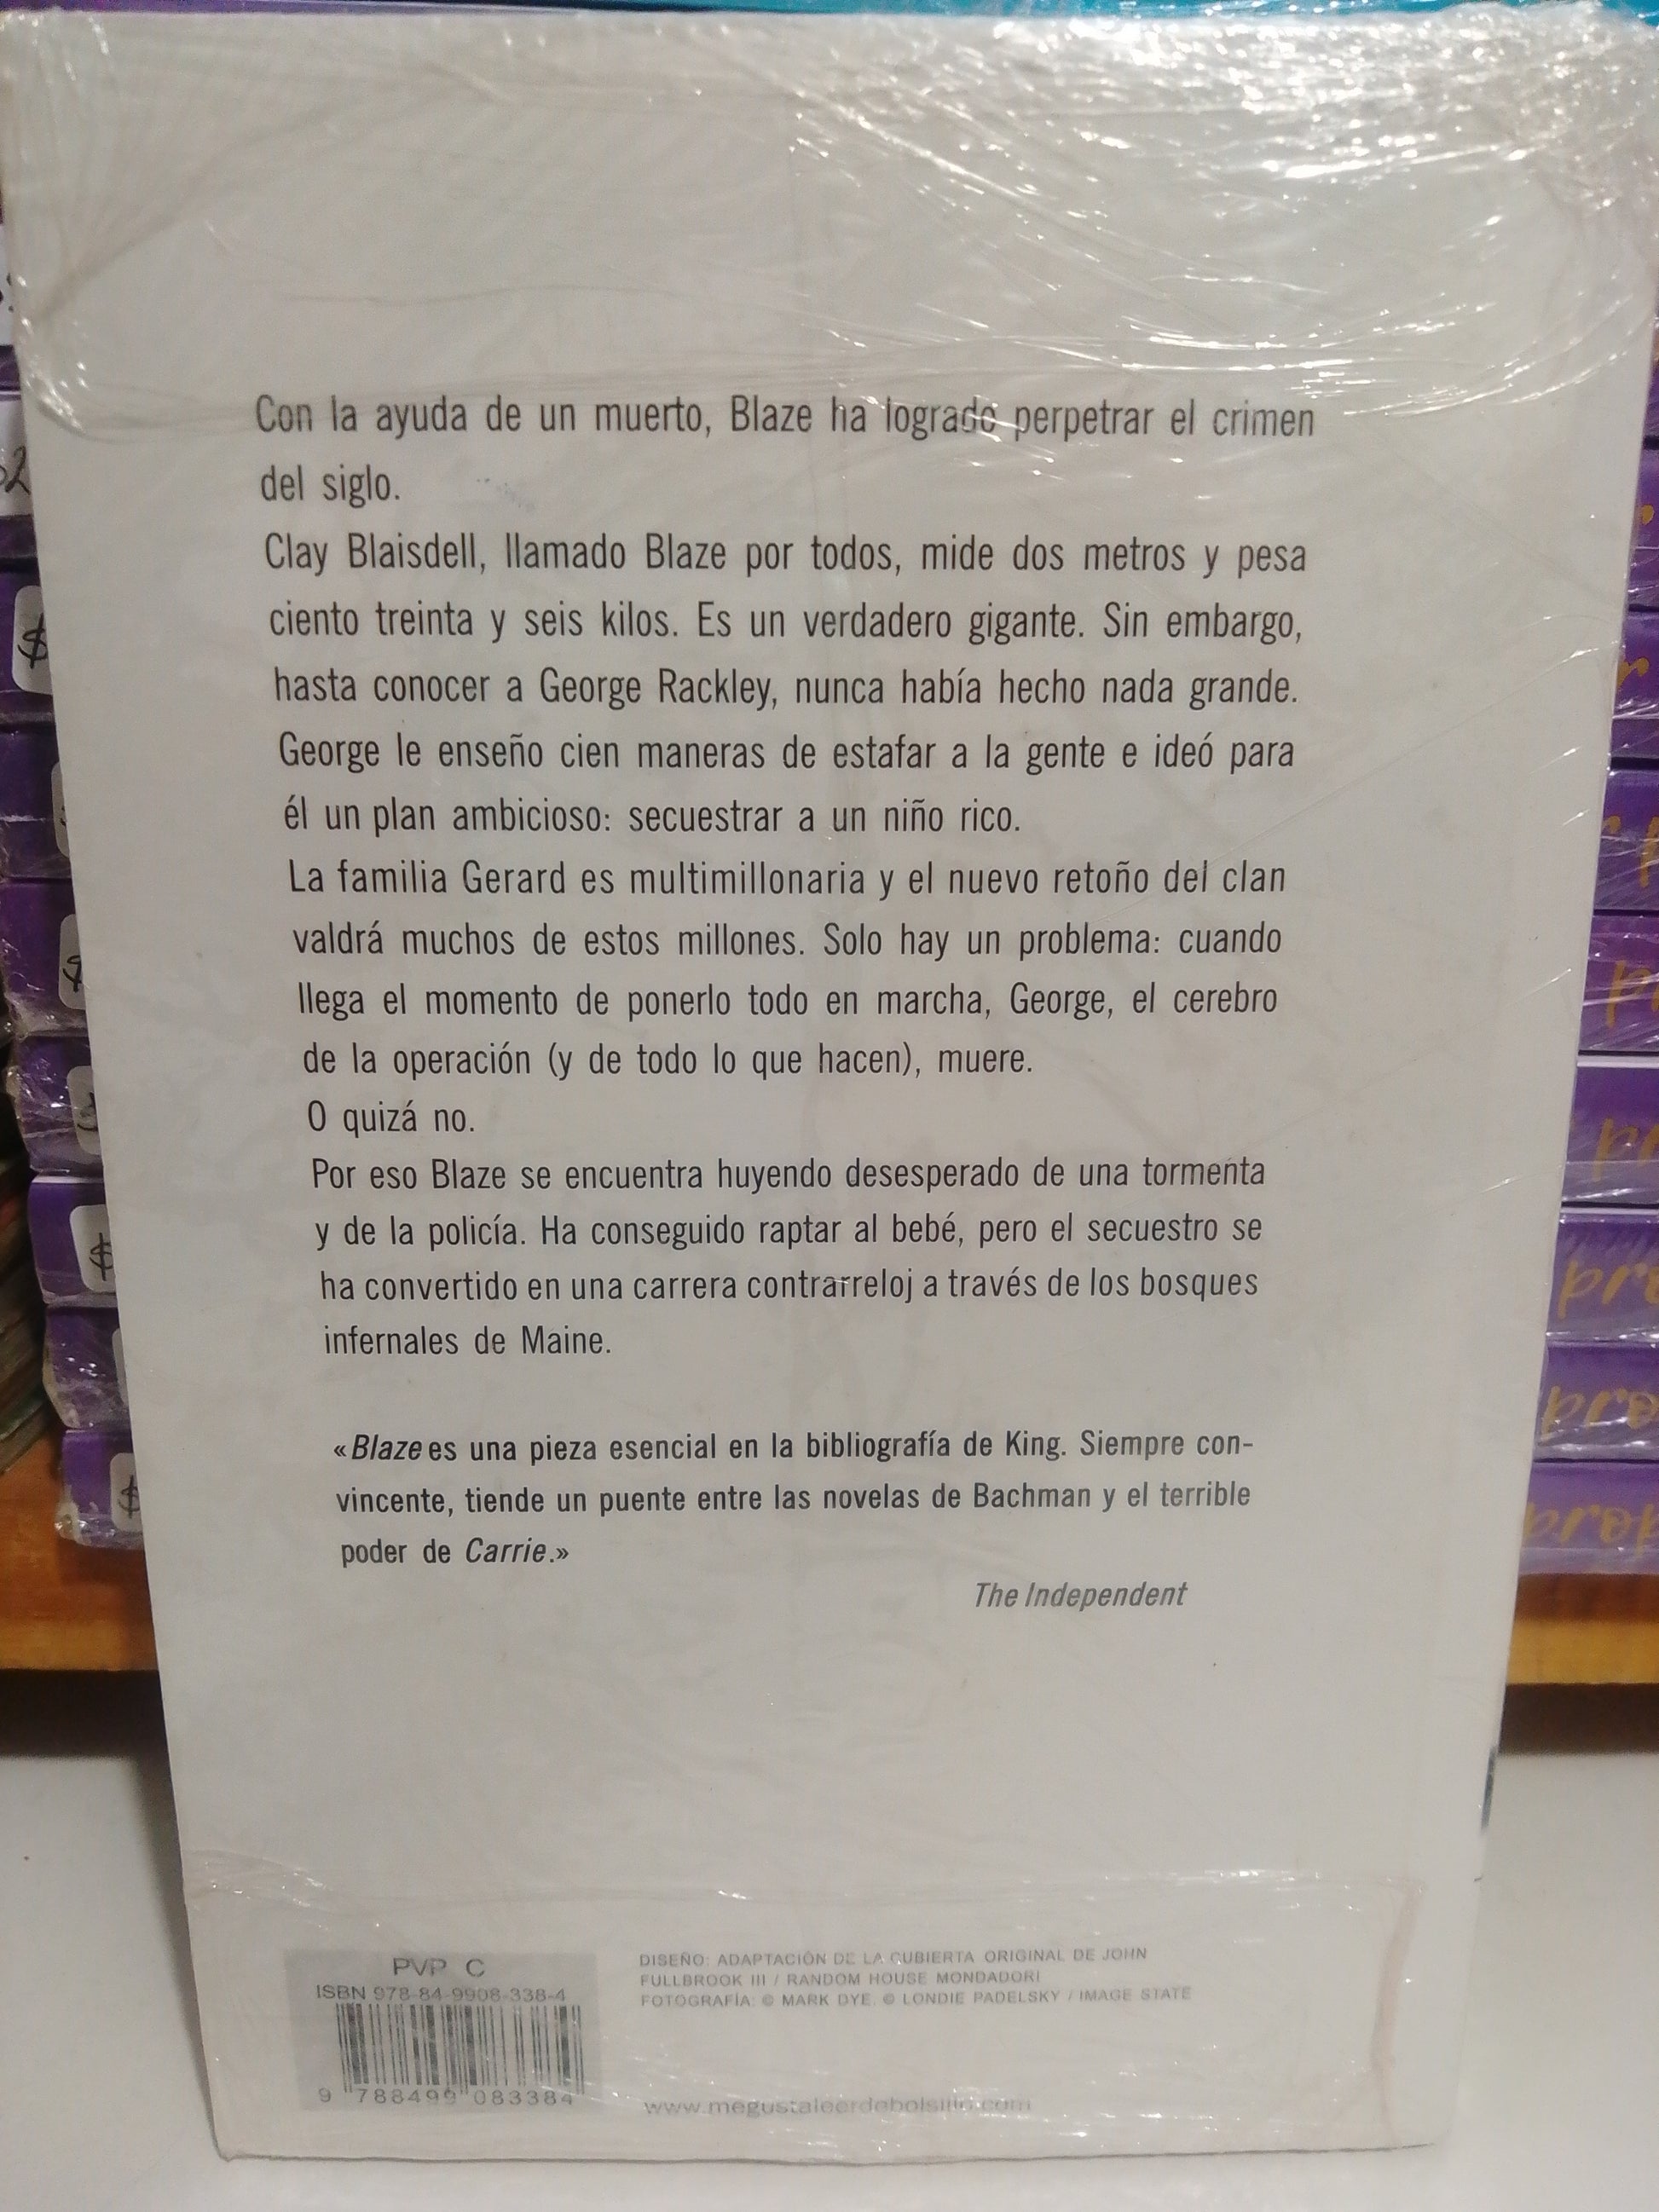 Con la ayuda de un muerto, Blaze ha logrado perpetrar el crimen
del siglo.
Clay Blaisdell, llamado Blaze por todos, mide dos metros y pesa
ciento treinta y seis kilos. Es un verdadero gigante. Sin embargo,
hasta conocer a George Rackley, nunca había hecho nada grande.
George le enseño cien maneras de estafar a la gente e ideó para
él un plan ambicioso: secuestrar a un niño rico.
La familia Gerard es multimillonaria y el nuevo retoño del clan
valdrá muchos de estos millones. Solo hay un problema: cuando
llega el momento de ponerlo todo en marcha, George, el cerebro
de la operación (y de todo lo que hacen), muere.
O quizá no.
Por eso Blaze se encuentra huyendo desesperado de una tormenta
y de la policía. Ha conseguido raptar al bebé, pero el secuestro se
ha convertido en una carrera contrarreloj a través de los bosques
infernales de Maine.
«Blaze es una pieza esencial en la bibliografía de King. Siempre con-
vincente, tiende un puente entre las novelas de Bachman y el terrible
poder de Carrie.»
The Independent
PVP C
ISBN 978-84-9908-338-4
9 788499 083384
DISEÑO: ADAPTACIÓN DE LA CUBIERTA ORIGINAL DE JOHN
FULLBROOK III / RANDOM HOUSE MONDADORI
FOTOGRAFÍA: © MARK DYE. © LONDIE PADELSKY / IMAGE STATE
www.megustaleerdebolsillo.com